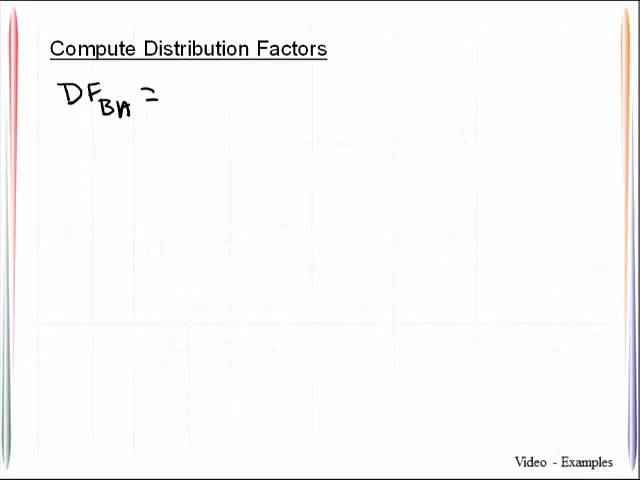 Compute Distribution Factors
DF_BA =
Video - Examples